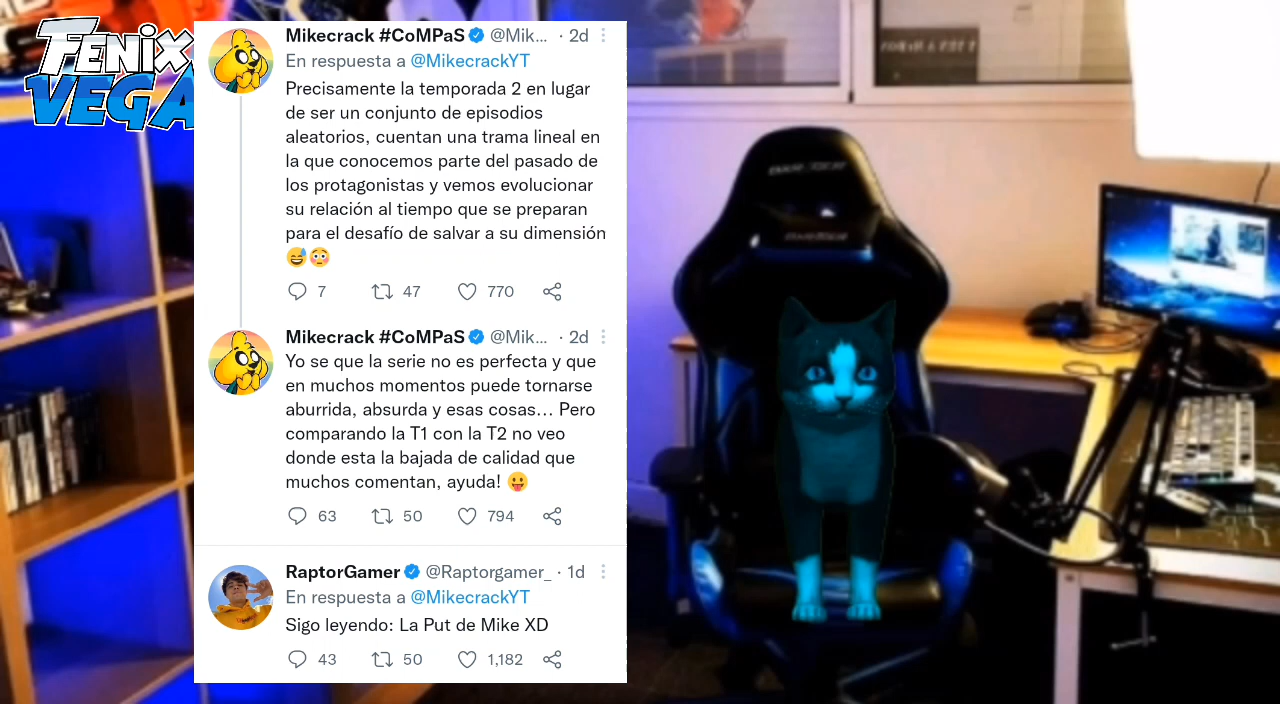 FENIX
VEGA
Mikecrack #CoMPaS @Mik... · 2d
En respuesta a @MikecrackYT
Precisamente la temporada 2 en lugar
de ser un conjunto de episodios
aleatorios, cuentan una trama lineal en
la que conocemos parte del pasado de
los protagonistas y vemos evolucionar
su relación al tiempo que se preparan
para el desafío de salvar a su dimensión
😅😳
7 47 770
Mikecrack #CoMPaS @Mik... · 2d
Yo se que la serie no es perfecta y que
en muchos momentos puede tornarse
aburrida, absurda y esas cosas... Pero
comparando la T1 con la T2 no veo
donde esta la bajada de calidad que
muchos comentan, ayuda! 😛
63 50 794
RaptorGamer @Raptorgamer_ · 1d
En respuesta a @MikecrackYT
Sigo leyendo: La Put de Mike XD
43 50 1,182